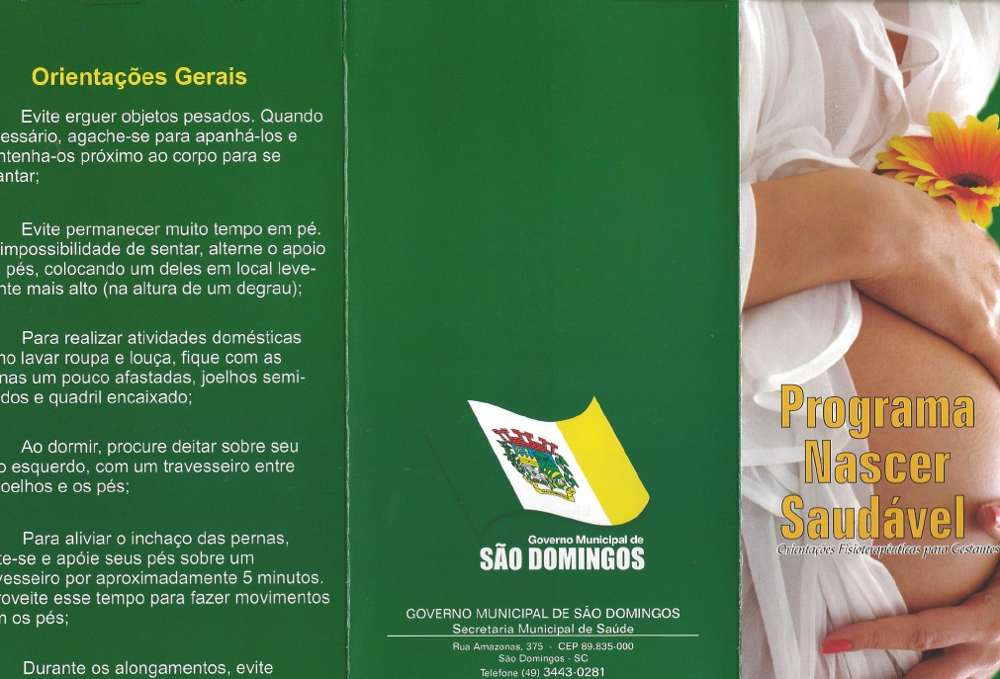 Orientações Gerais
Evite erguer objetos pesados. Quando
essário, agache-se para apanhá-los e
ntenha-os próximo ao corpo para se
antar;
Evite permanecer muito tempo em pé.
impossibilidade de sentar, alterne o apoio
pés, colocando um deles em local leve-
nte mais alto (na altura de um degrau);
Para realizar atividades domésticas
no lavar roupa e louça, fique com as
nas um pouco afastadas, joelhos semi-
dos e quadril encaixado;
Ao dormir, procure deitar sobre seu
o esquerdo, com um travesseiro entre
oelhos e os pés;
Para aliviar o inchaço das pernas,
te-se e apóie seus pés sobre um
vesseiro por aproximadamente 5 minutos.
roveite esse tempo para fazer movimentos
m os pés;
Durante os alongamentos, evite
Governo Municipal de
SÃO DOMINGOS
GOVERNO MUNICIPAL DE SÃO DOMINGOS
Secretaria Municipal de Saúde
Rua Amazonas, 375 - CEP 89.835-000
São Domingos - SC
Telefone (49) 3443-0281
Programa
Nascer
Saudável
Orientações Fisioterapêuticas para Gestantes